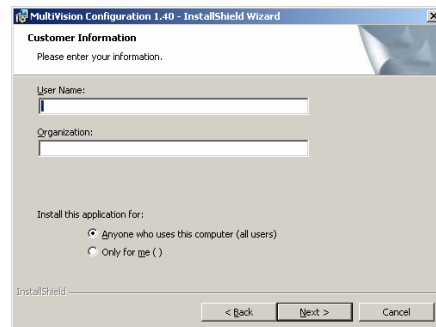 MultiVision Configuration 1.40 - InstallShield Wizard
Customer Information
Please enter your information.
User Name:
Organization:
Install this application for:
Anyone who uses this computer (all users)
Only for me ( )
InstallShield
< Back Next > Cancel